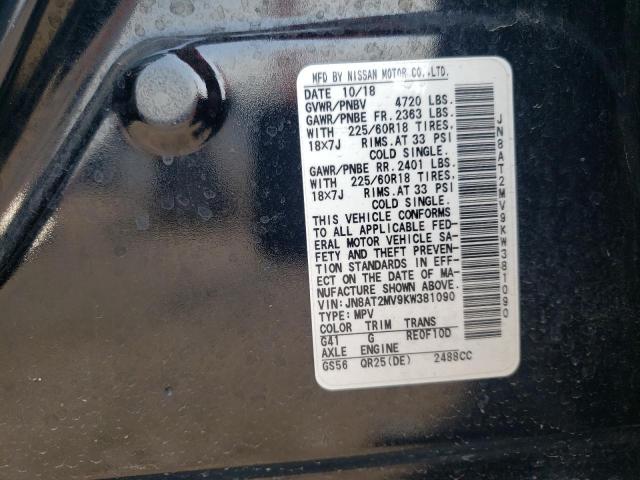 MFD BY NISSAN MOTOR CO.,LTD.
DATE 10/18
GVWR/PNBV 4720 LBS.
GAWR/PNBE FR.2363 LBS.
WITH 225/60R18 TIRES,
18×7J RIMS.AT 33 PSI
COLD SINGLE.
GAWR/PNBE RR.2401 LBS.
WITH 225/60R18 TIRES,
18×7J RIMS.AT 33 PSI
COLD SINGLE.
THIS VEHICLE CONFORMS
TO ALL APPLICABLE FED-
ERAL MOTOR VEHICLE SA-
FETY AND THEFT PREVEN-
TION STANDARDS IN EFF-
ECT ON THE DATE OF MA-
NUFACTURE SHOWN ABOVE.
VIN:JN8AT2MV9KW381090
TYPE:MPV
COLOR TRIM TRANS
G41 G RE0F10D
AXLE ENGINE
GS56 QR25(DE) 2488CC
JN8AT2MV9KW381090